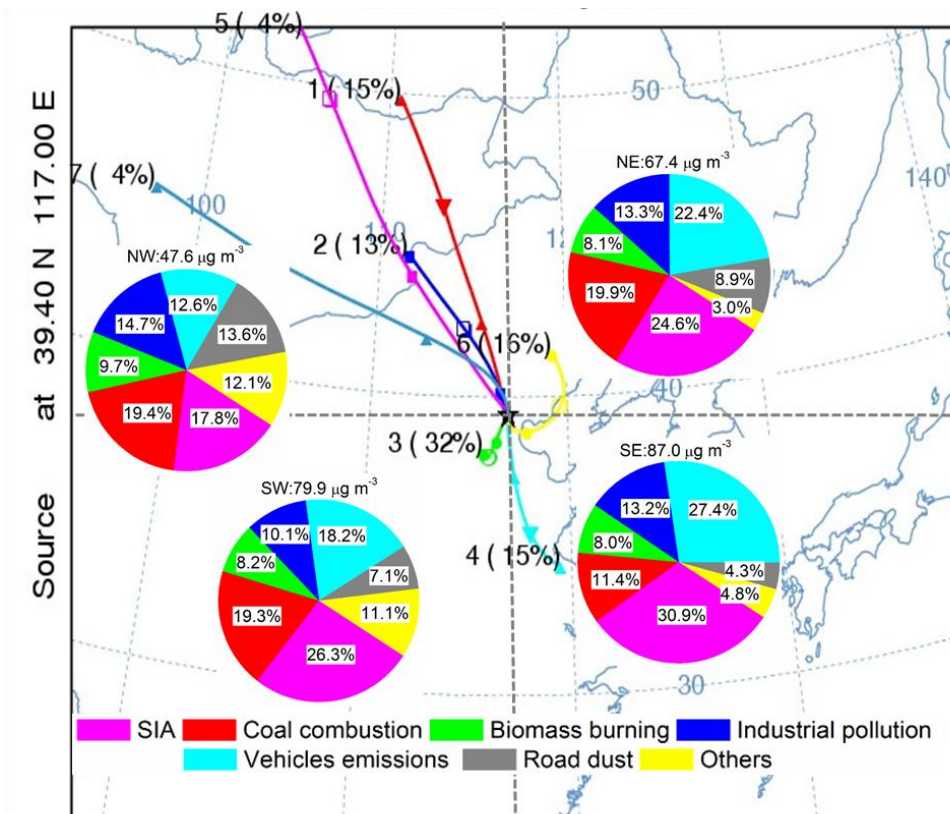 5 ( 4%)
1 (15%)
50
7 ( 4%)
NE:67.4 μg m-3
140
100
22.4%
8.9%
3.0%
24.6%
19.9%
8.1%
13.3%
2 ( 13%)
NW:47.6 μg m-3
12.6%
13.6%
12.1%
17.8%
19.4%
9.7%
14.7%
6 (16%)
40
3 ( 32%)
SE:87.0 μg m-3
27.4%
4.3%
4.8%
30.9%
11.4%
8.0%
13.2%
SW:79.9 μg m-3
18.2%
7.1%
11.1%
26.3%
19.3%
8.2%
10.1%
4 ( 15%)
30
Source at 39.40 N 117.00 E
SIA Coal combustion Biomass burning Industrial pollution
Vehicles emissions Road dust Others